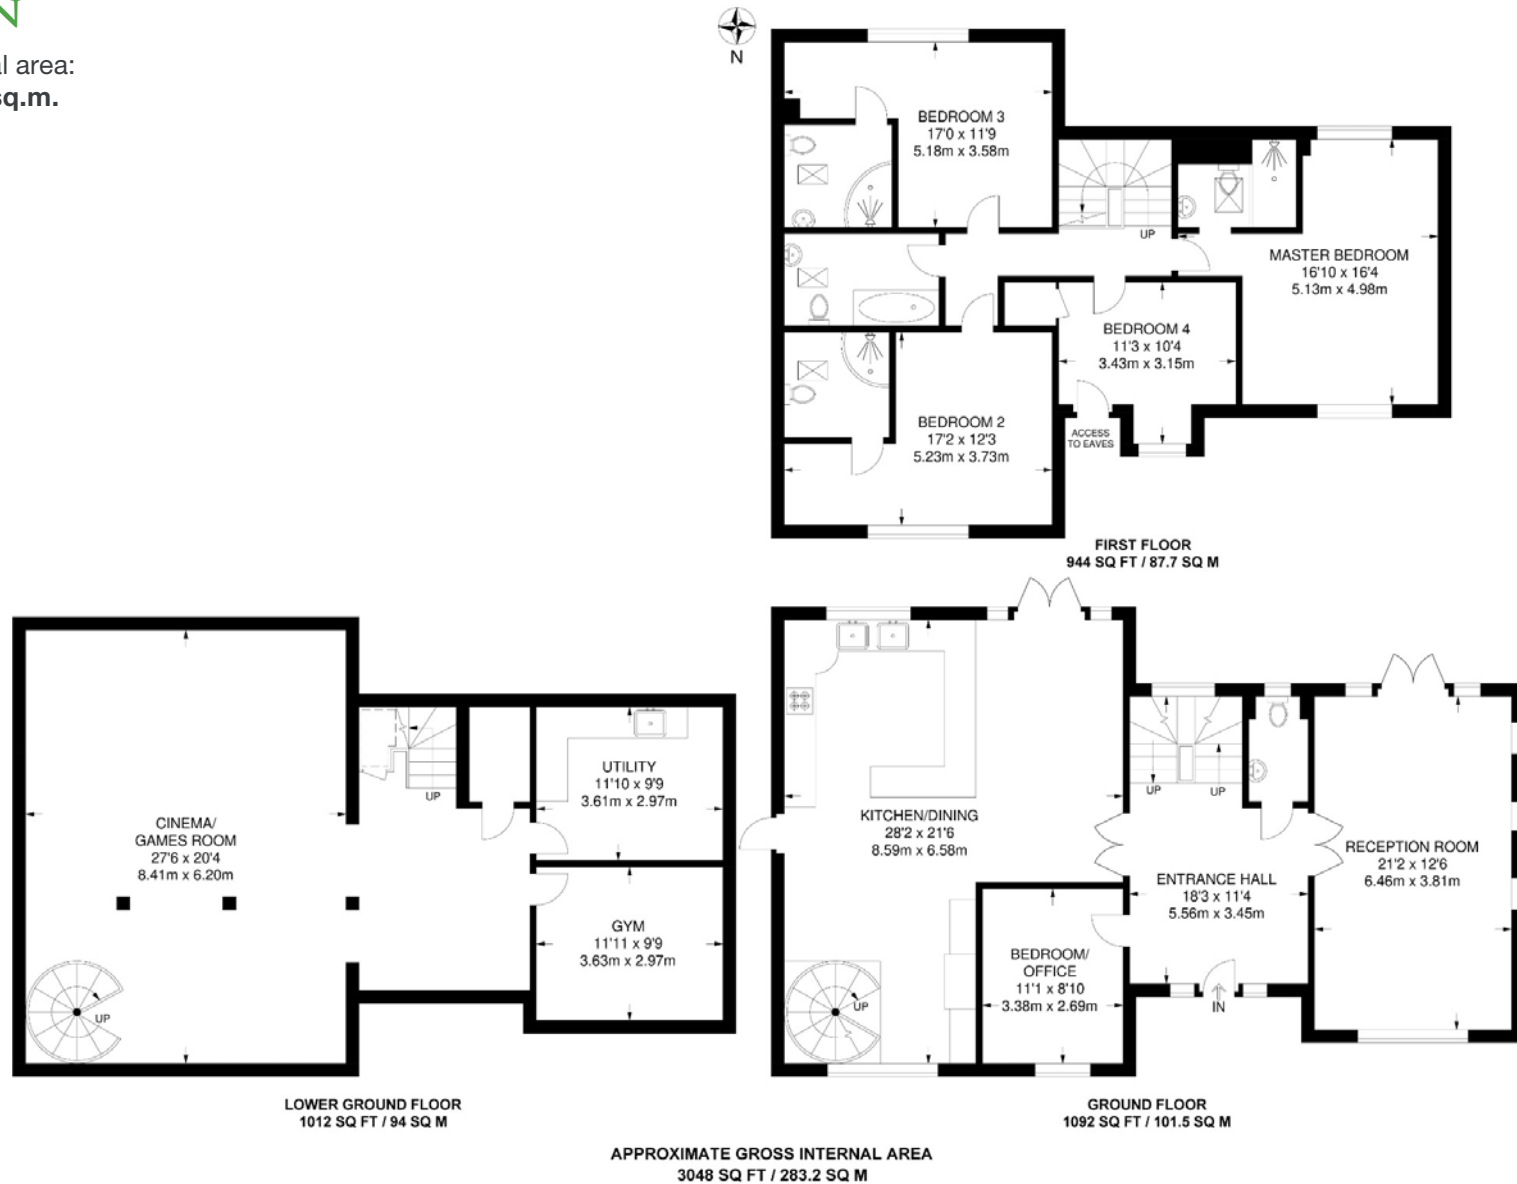 al area:
sq.m.
N
BEDROOM 3
17'0 x 11'9
5.18m x 3.58m
UP
MASTER BEDROOM
16'10 x 16'4
5.13m x 4.98m
BEDROOM 4
11'3 x 10'4
3.43m x 3.15m
BEDROOM 2
17'2 x 12'3
5.23m x 3.73m
ACCESS
TO EAVES
FIRST FLOOR
944 SQ FT / 87.7 SQ M
UTILITY
11'10 x 9'9
3.61m x 2.97m
UP
CINEMA/
GAMES ROOM
27'6 x 20'4
8.41m x 6.20m
GYM
11'11 x 9'9
3.63m x 2.97m
UP
LOWER GROUND FLOOR
1012 SQ FT / 94 SQ M
KITCHEN/DINING
28'2 x 21'6
8.59m x 6.58m
UP
UP
RECEPTION ROOM
21'2 x 12'6
6.46m x 3.81m
ENTRANCE HALL
18'3 x 11'4
5.56m x 3.45m
BEDROOM/
OFFICE
11'1 x 8'10
3.38m x 2.69m
UP
IN
GROUND FLOOR
1092 SQ FT / 101.5 SQ M
APPROXIMATE GROSS INTERNAL AREA
3048 SQ FT / 283.2 SQ M